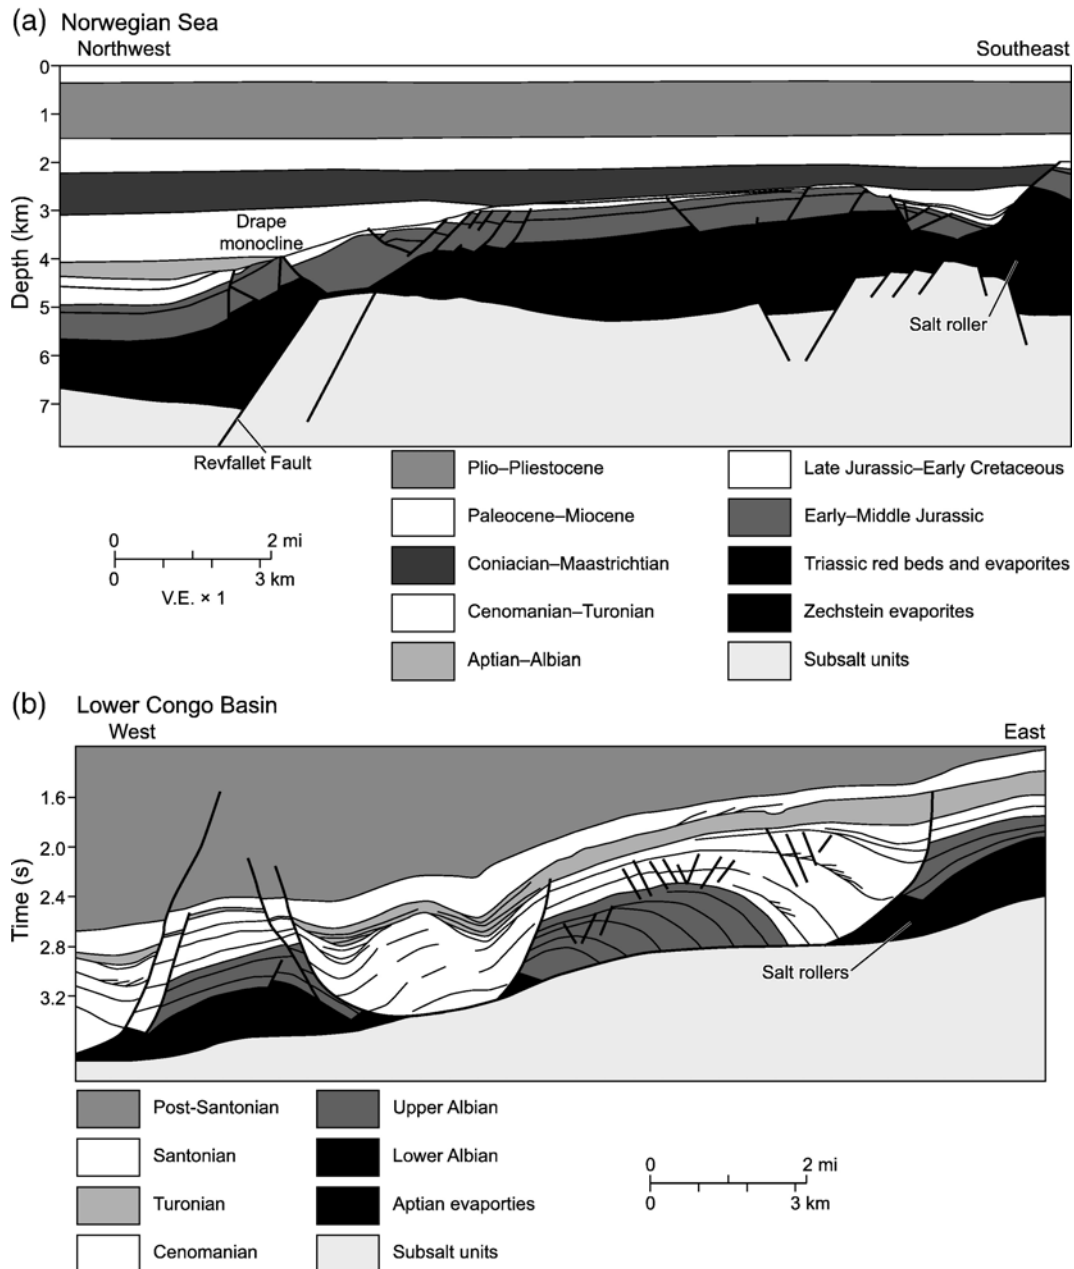 (a) Norwegian Sea
Northwest Southeast
0
1
2
3
4
5
6
7
Depth (km)
Drape
monocline
Salt roller
Revfallet Fault
0 2 mi
0 3 km
V.E. × 1
Plio–Pliestocene
Paleocene–Miocene
Coniacian–Maastrichtian
Cenomanian–Turonian
Aptian–Albian
Late Jurassic–Early Cretaceous
Early–Middle Jurassic
Triassic red beds and evaporites
Zechstein evaporites
Subsalt units
(b) Lower Congo Basin
West East
1.6
2.0
2.4
2.8
3.2
Time (s)
Salt rollers
Post-Santonian
Santonian
Turonian
Cenomanian
Upper Albian
Lower Albian
Aptian evaporties
Subsalt units
0 2 mi
0 3 km